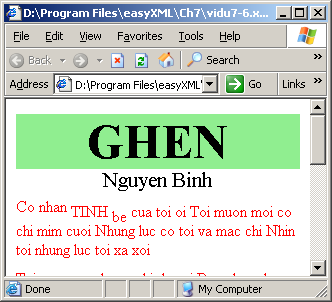 D:\Program Files\easyXML\Ch7\vidu7-6.x...
File Edit View Favorites Tools Help
Back Search
Address D:\Program Files\easyXML Go Links »
GHEN
Nguyen Binh
Co nhan TINH be cua toi oi Toi muon moi co
chi mim cuoi Nhung luc co toi va mac chi Nhin
toi nhung luc toi xa xoi
Done My Computer